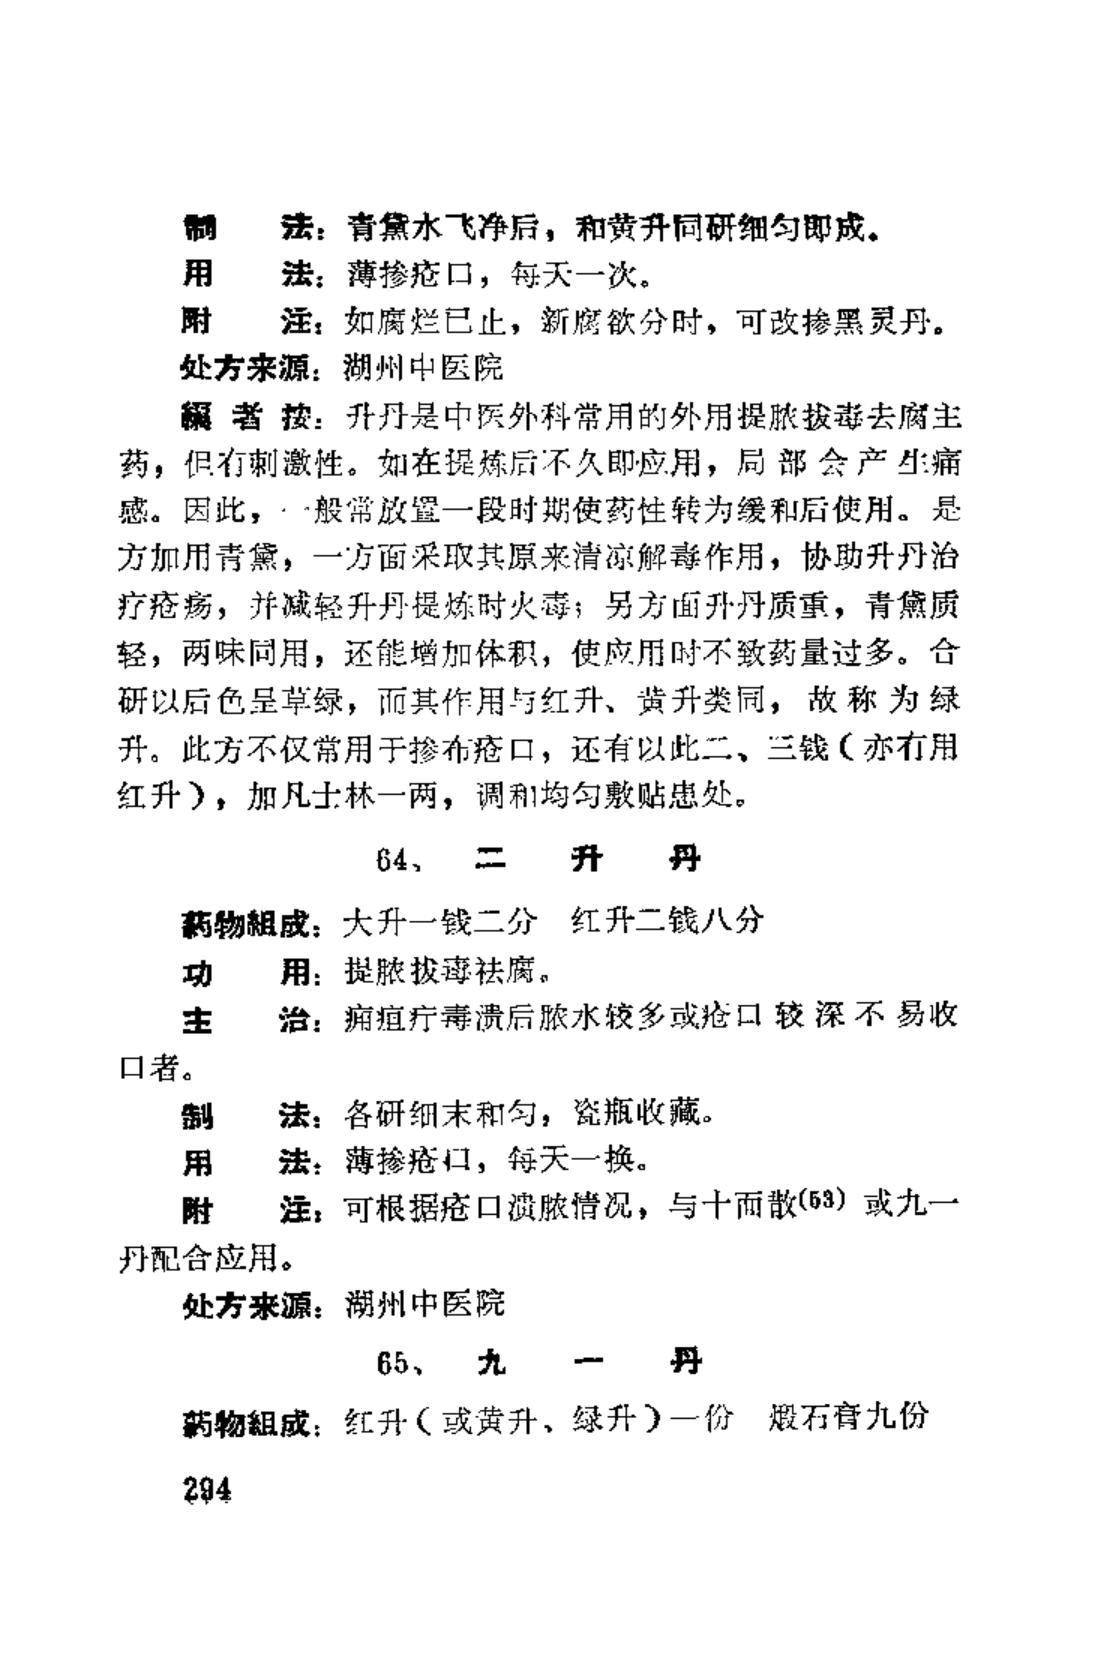 制　　法：青黛水飞净后，和黄升同研细匀即成。
用　　法：薄掺疮口，每天一次。
附　　注：如腐烂已止，新腐欲分时，可改掺黑灵丹。
处方来源：湖州中医院
编 者 按：升丹是中医外科常用的外用提脓拔毒去腐主
药，但有刺激性。如在提炼后不久即应用，局部会产生痛
感。因此，一般常放置一段时期使药性转为缓和后使用。是
方加用青黛，一方面采取其原来清凉解毒作用，协助升丹治
疗疮疡，并减轻升丹提炼时火毒；另方面升丹质重，青黛质
轻，两味同用，还能增加体积，使应用时不致药量过多。合
研以后色呈草绿，而其作用与红升、黄升类同，故称为绿
升。此方不仅常用于掺布疮口，还有以此二、三钱（亦有用
红升），加凡士林一两，调和均匀敷贴患处。
64、　二　升　丹
药物组成：大升一钱二分　红升二钱八分
功　　用：提脓拔毒祛腐。
主　　治：痈疽疔毒溃后脓水较多或疮口较深不易收
口者。
制　　法：各研细末和匀，瓷瓶收藏。
用　　法：薄掺疮口，每天一换。
附　　注：可根据疮口溃脓情况，与十面散(53)或九一
丹配合应用。
处方来源：湖州中医院
65、　九　一　丹
药物组成：红升（或黄升、绿升）一份　煅石膏九份
294